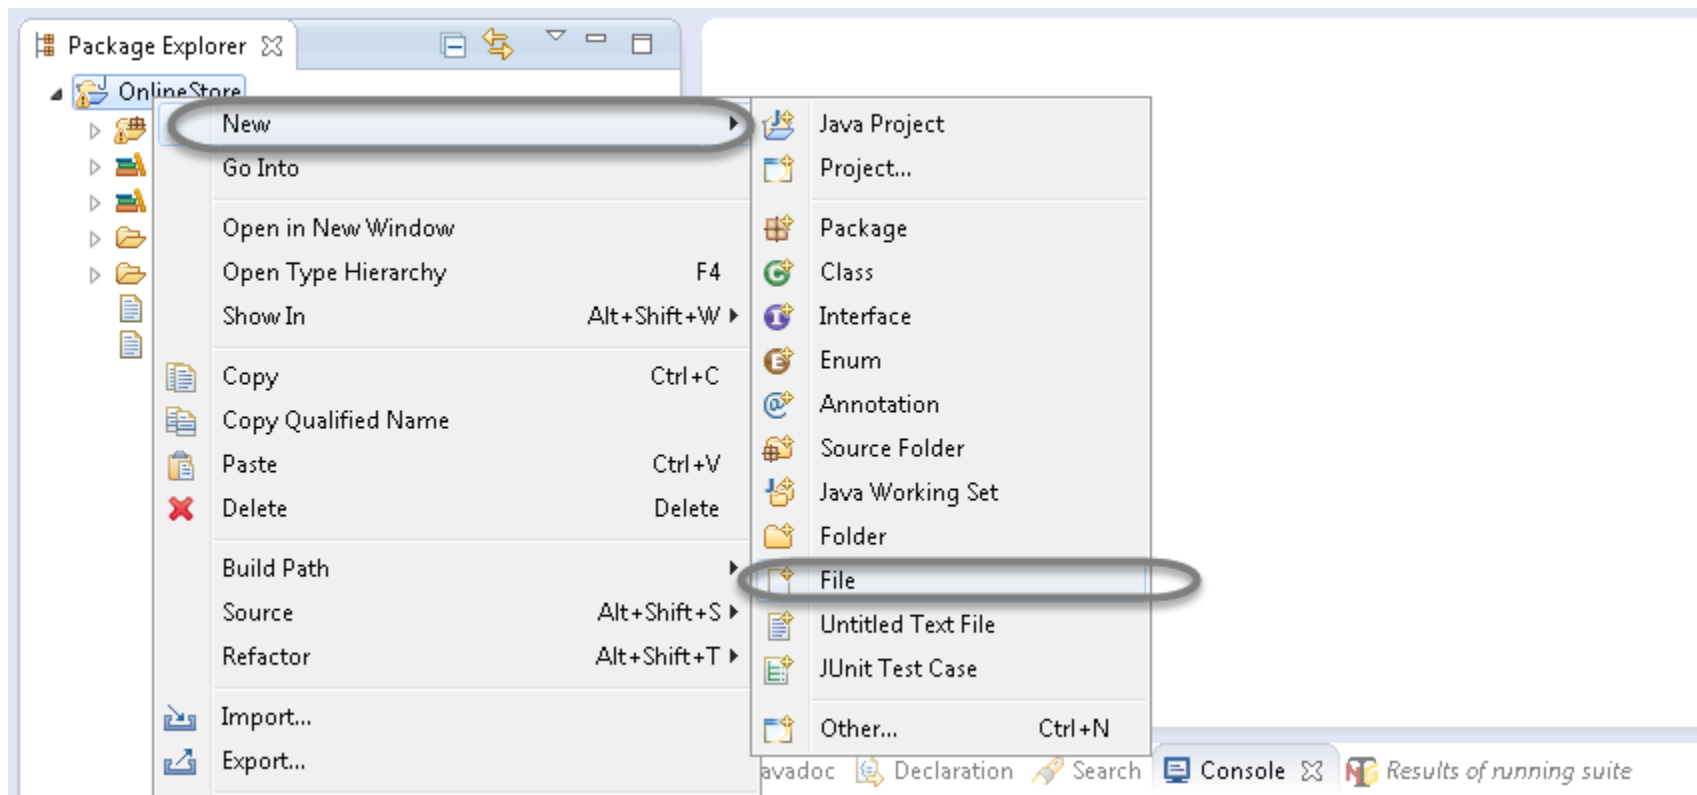 Package Explorer
OnlineStore
New
Go Into
Open in New Window
Open Type Hierarchy F4
Show In Alt+Shift+W
Copy Ctrl+C
Copy Qualified Name
Paste Ctrl+V
Delete Delete
Build Path
Source Alt+Shift+S
Refactor Alt+Shift+T
Import...
Export...
Java Project
Project...
Package
Class
Interface
Enum
Annotation
Source Folder
Java Working Set
Folder
File
Untitled Text File
JUnit Test Case
Other... Ctrl+N
avadoc Declaration Search Console Results of running suite